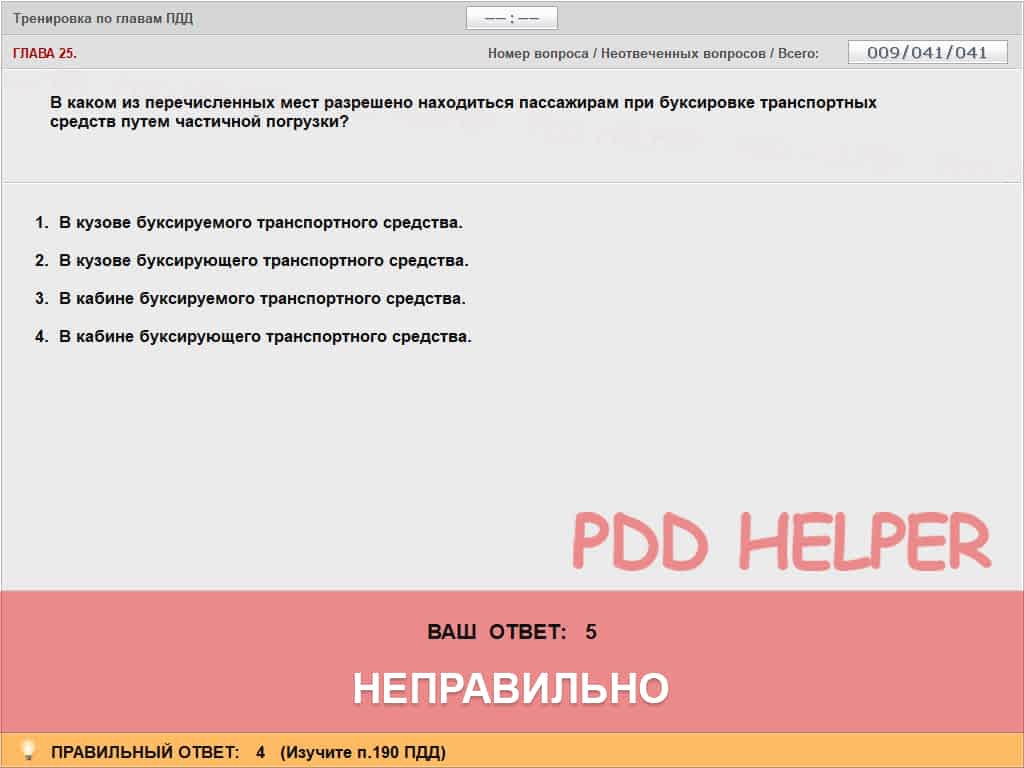 Тренировка по главам ПДД
—— : ——
ГЛАВА 25.
Номер вопроса / Неотвеченных вопросов / Всего:
009/041/041
В каком из перечисленных мест разрешено находиться пассажирам при буксировке транспортных
средств путем частичной погрузки?
1. В кузове буксируемого транспортного средства.
2. В кузове буксирующего транспортного средства.
3. В кабине буксируемого транспортного средства.
4. В кабине буксирующего транспортного средства.
PDD HELPER
ВАШ ОТВЕТ: 5
НЕПРАВИЛЬНО
ПРАВИЛЬНЫЙ ОТВЕТ: 4 (Изучите п.190 ПДД)